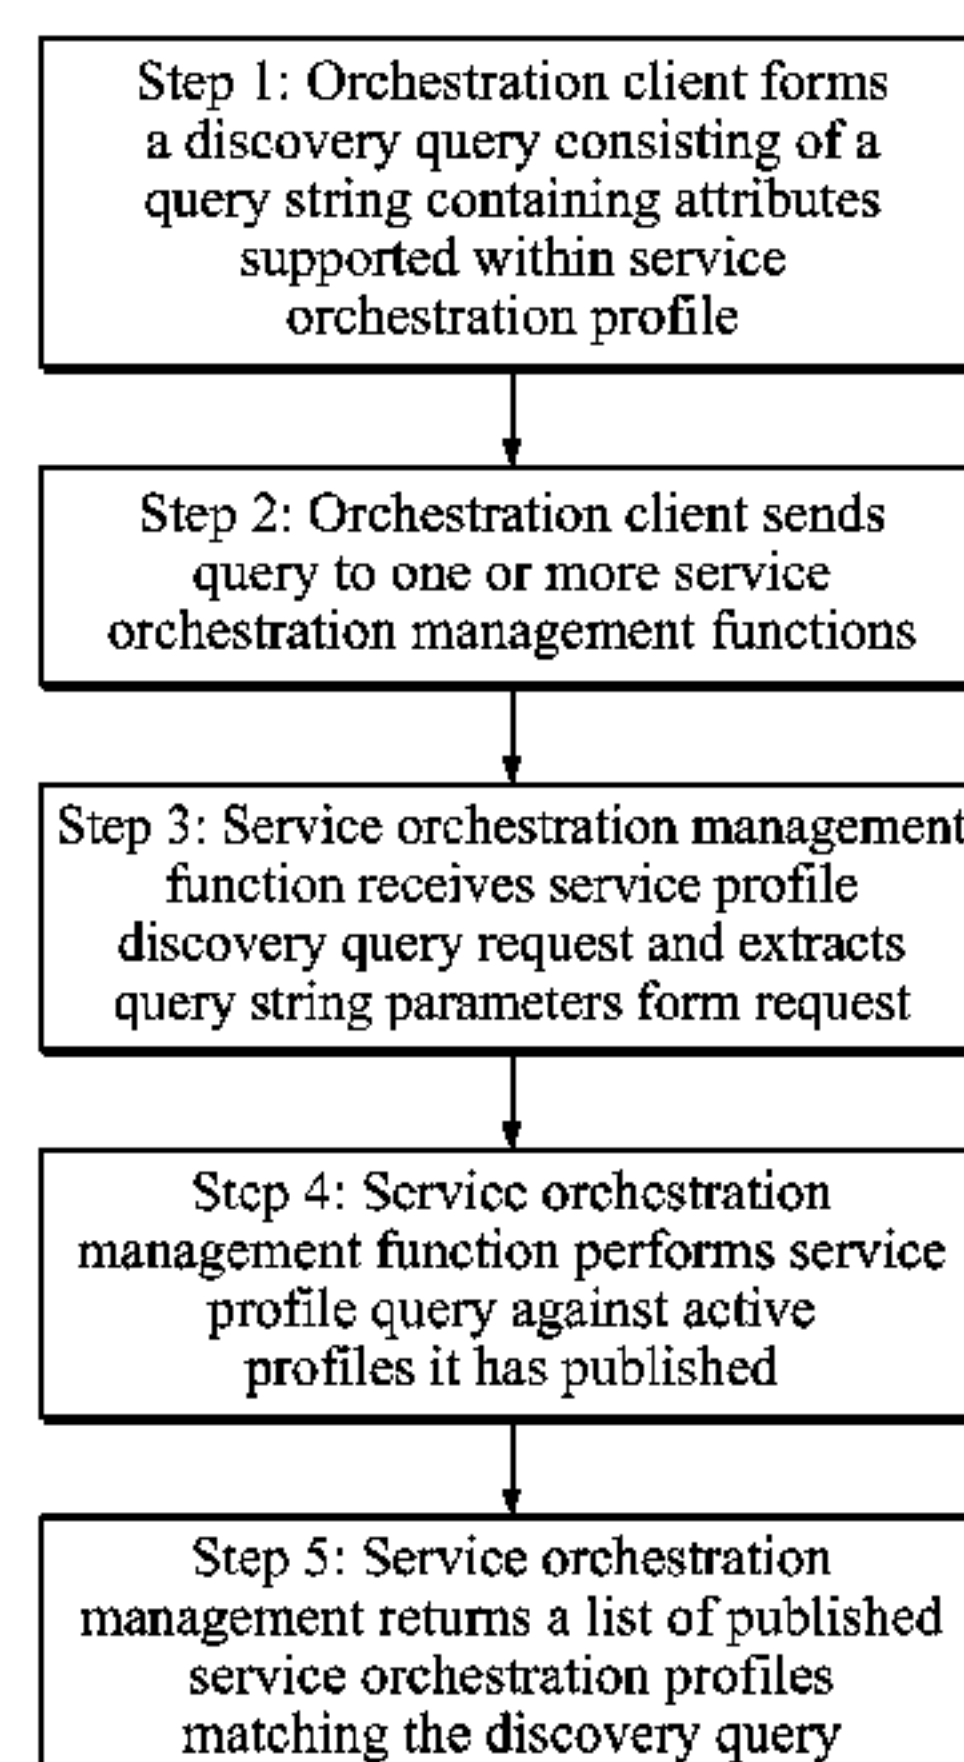 Step 1: Orchestration client forms
a discovery query consisting of a
query string containing attributes
supported within service
orchestration profile
Step 2: Orchestration client sends
query to one or more service
orchestration management functions
Step 3: Service orchestration management
function receives service profile
discovery query request and extracts
query string parameters form request
Step 4: Service orchestration
management function performs service
profile query against active
profiles it has published
Step 5: Service orchestration
management returns a list of published
service orchestration profiles
matching the discovery query